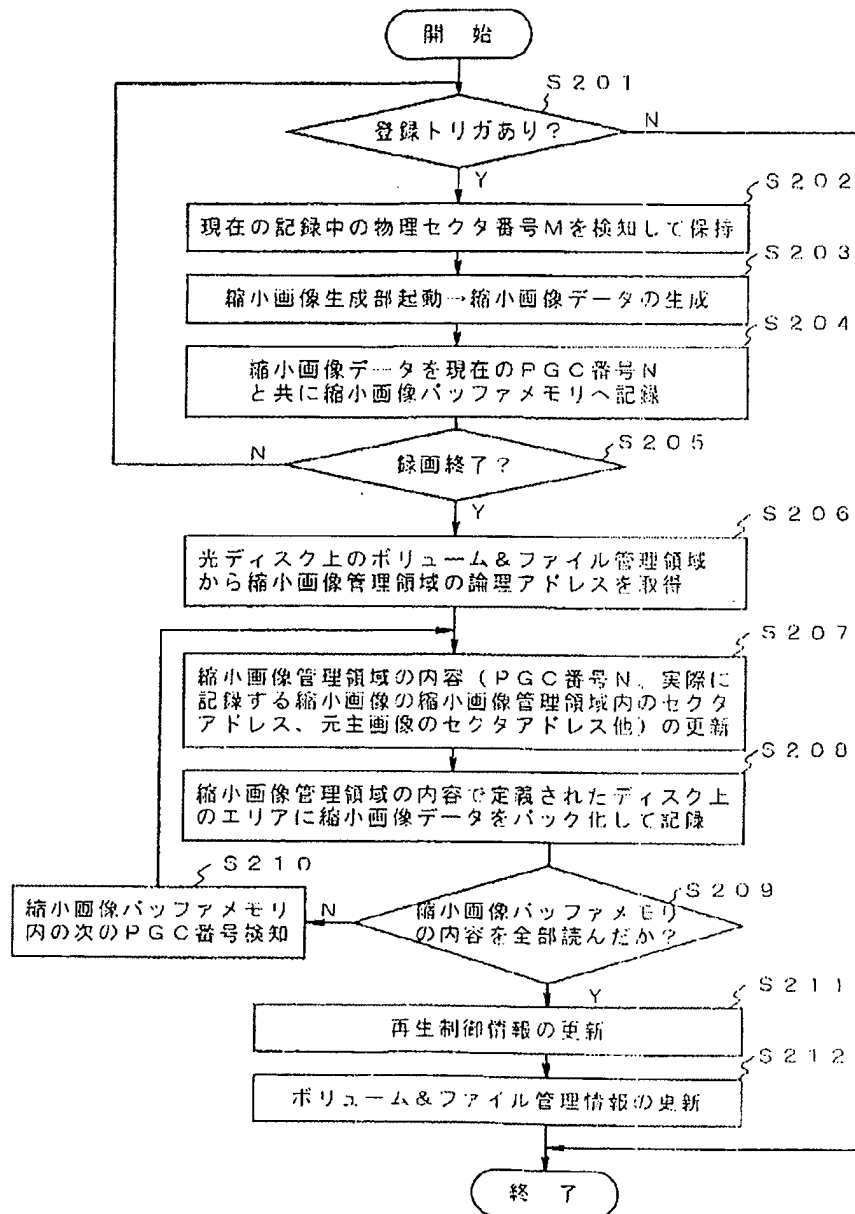 開 始
S201
登録トリガあり?
N
Y
S202
現在の記録中の物理セクタ番号Mを検知して保持
S203
縮小画像生成部起動→縮小画像データの生成
S204
縮小画像データを現在のPGC番号N
と共に縮小画像バッファメモリへ記録
S205
録画終了?
N
Y
S206
光ディスク上のボリューム&ファイル管理領域
から縮小画像管理領域の論理アドレスを取得
S207
縮小画像管理領域の内容(PGC番号N、実際に
記録する縮小画像の縮小画像管理領域内のセクタ
アドレス、元主画像のセクタアドレス他)の更新
S208
縮小画像管理領域の内容で定義されたディスク上
のエリアに縮小画像データをパック化して記録
S210
縮小画像バッファメモリ
内の次のPGC番号検知
S209
縮小画像バッファメモリ
の内容を全部読んだか?
N
Y
S211
再生制御情報の更新
S212
ボリューム&ファイル管理情報の更新
終 了